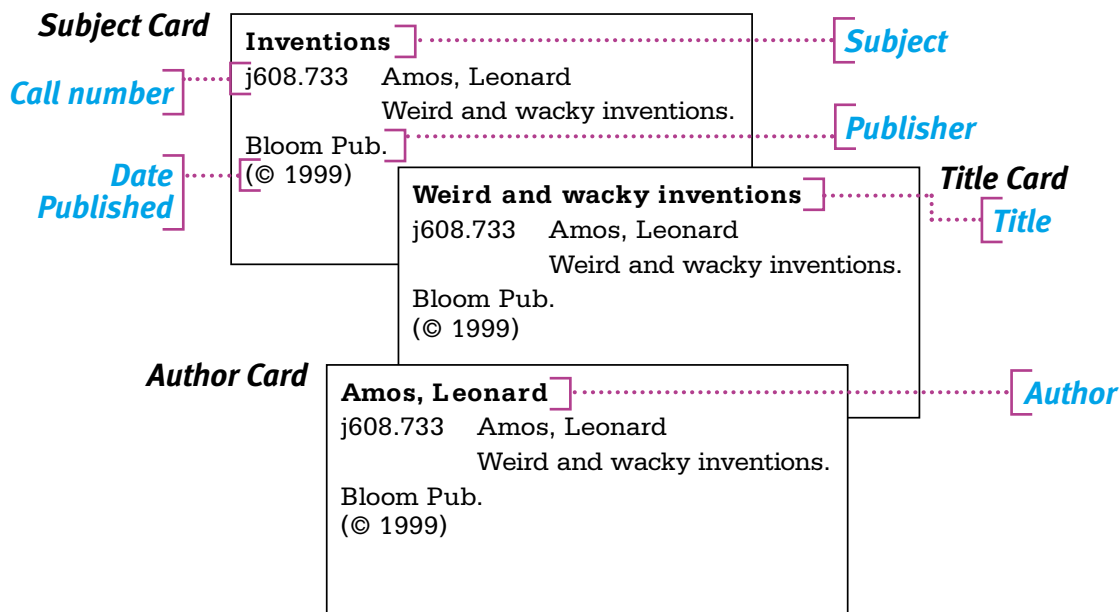 Subject Card
Inventions
Subject
Call number
j608.733 Amos, Leonard
Weird and wacky inventions.
Bloom Pub.
Publisher
Date
Published
(© 1999)
Title Card
Weird and wacky inventions
Title
j608.733 Amos, Leonard
Weird and wacky inventions.
Bloom Pub.
(© 1999)
Author Card
Amos, Leonard
Author
j608.733 Amos, Leonard
Weird and wacky inventions.
Bloom Pub.
(© 1999)